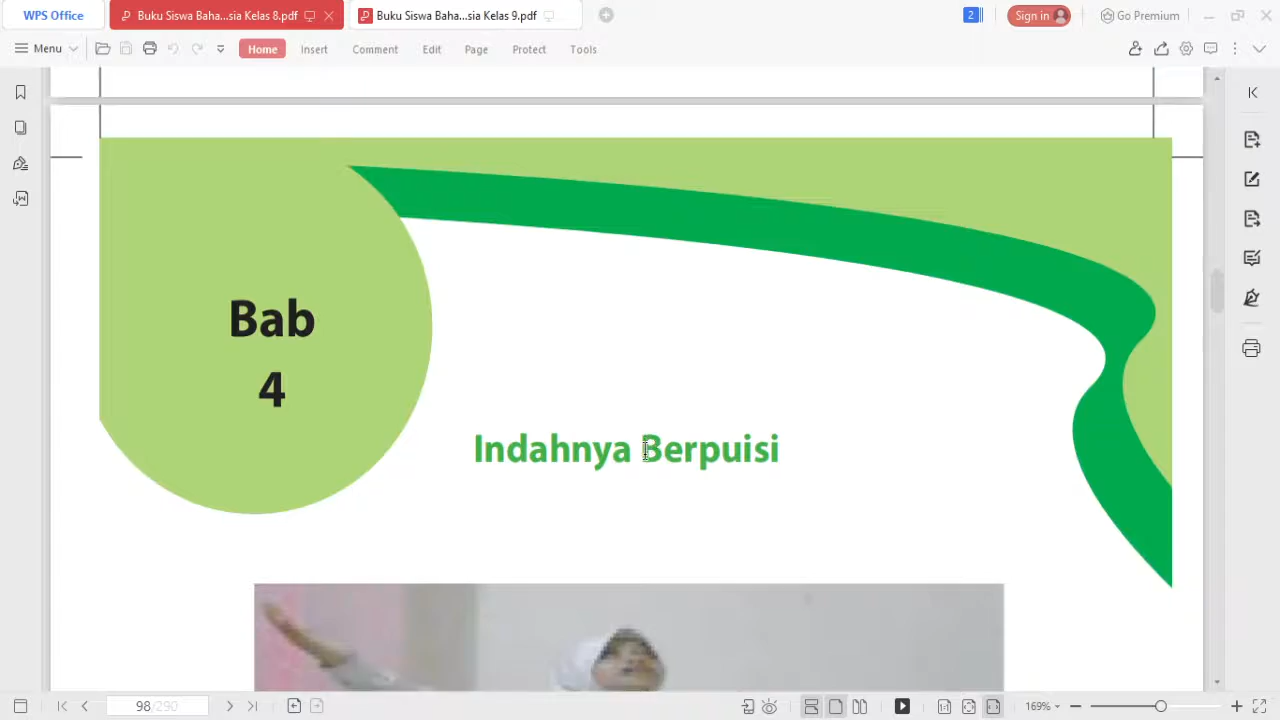 WPS Office
Buku Siswa Baha...sia Kelas 8.pdf
Buku Siswa Baha...sia Kelas 9.pdf
2
Sign in
Go Premium
Menu
Home
Insert
Comment
Edit
Page
Protect
Tools
Bab
4
Indahnya Berpuisi
98/290
169%